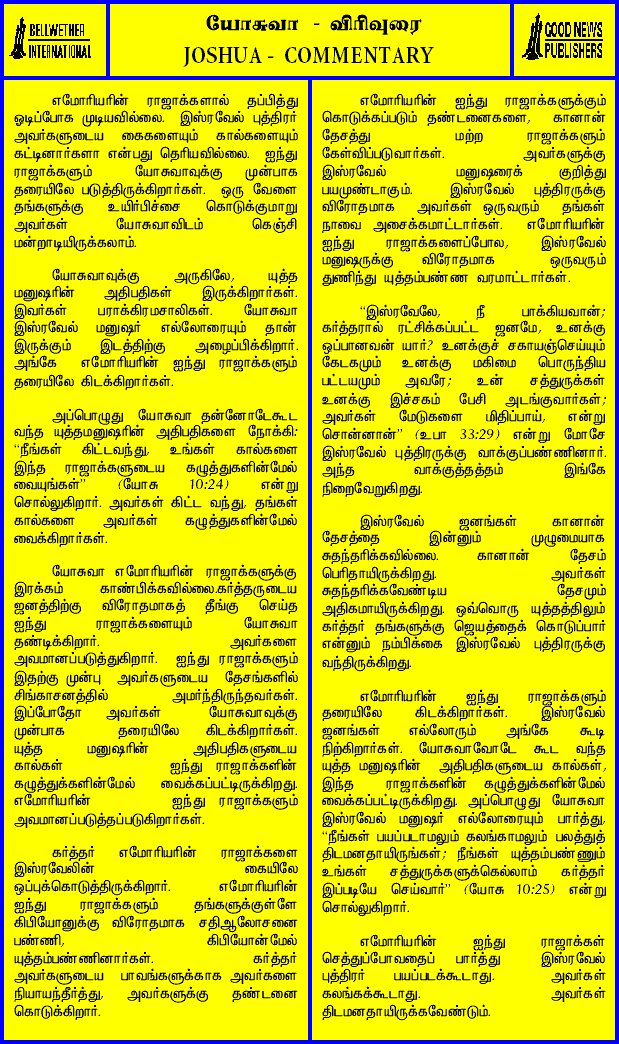 BELLWETHER
INTERNATIONAL
யோசுவா - விரிவுரை
JOSHUA - COMMENTARY
GOOD NEWS
PUBLISHERS
எமோரியரின் ராஜாக்களால் தப்பித்து
ஓடிப்போக முடியவில்லை. இஸ்ரவேல் புத்திரர்
அவர்களுடைய கைகளையும் கால்களையும்
கட்டினார்களா என்பது தெரியவில்லை. ஐந்து
ராஜாக்களும் யோசுவாவுக்கு முன்பாக
தரையிலே படுத்திருக்கிறார்கள். ஒரு வேளை
தங்களுக்கு உயிர்பிச்சை கொடுக்குமாறு
அவர்கள் யோசுவாவிடம் கெஞ்சி
மன்றாடியிருக்கலாம்.
யோசுவாவுக்கு அருகிலே, யுத்த
மனுஷரின் அதிபதிகள் இருக்கிறார்கள்.
இவர்கள் பராக்கிரமசாலிகள். யோசுவா
இஸ்ரவேல் மனுஷர் எல்லோரையும் தான்
இருக்கும் இடத்திற்கு அழைப்பிக்கிறார்.
அங்கே எமோரியரின் ஐந்து ராஜாக்களும்
தரையிலே கிடக்கிறார்கள்.
அப்பொழுது யோசுவா தன்னோடேகூட
வந்த யுத்தமனுஷரின் அதிபதிகளை நோக்கி:
“நீங்கள் கிட்டவந்து, உங்கள் கால்களை
இந்த ராஜாக்களுடைய கழுத்துகளின்மேல்
வையுங்கள்” (யோசு 10:24) என்று
சொல்லுகிறார். அவர்கள் கிட்ட வந்து, தங்கள்
கால்களை அவர்கள் கழுத்துகளின்மேல்
வைக்கிறார்கள்.
யோசுவா எமோரியரின் ராஜாக்களுக்கு
இரக்கம் காண்பிக்கவில்லை.கர்த்தருடைய
ஜனத்திற்கு விரோதமாகத் தீங்கு செய்த
ஐந்து ராஜாக்களையும் யோசுவா
தண்டிக்கிறார். அவர்களை
அவமானப்படுத்துகிறார். ஐந்து ராஜாக்களும்
இதற்கு முன்பு அவர்களுடைய தேசங்களில்
சிங்காசனத்தில் அமர்ந்திருந்தவர்கள்.
இப்போதோ அவர்கள் யோசுவாவுக்கு
முன்பாக தரையிலே கிடக்கிறார்கள்.
யுத்த மனுஷரின் அதிபதிகளுடைய
கால்கள் ஐந்து ராஜாக்களின்
கழுத்துக்களின்மேல் வைக்கப்பட்டிருக்கிறது.
எமோரியரின் ஐந்து ராஜாக்களும்
அவமானப்படுத்தப்படுகிறார்கள்.
கர்த்தர் எமோரியரின் ராஜாக்களை
இஸ்ரவேலின் கையிலே
ஒப்புக்கொடுத்திருக்கிறார். எமோரியரின்
ஐந்து ராஜாக்களும் தங்களுக்குள்ளே
கிபியோனுக்கு விரோதமாக சதிஆலோசனை
பண்ணி, கிபியோன்மேல்
யுத்தம்பண்ணினார்கள். கர்த்தர்
அவர்களுடைய பாவங்களுக்காக அவர்களை
நியாயந்தீர்த்து, அவர்களுக்கு தண்டனை
கொடுக்கிறார்.
எமோரியரின் ஐந்து ராஜாக்களுக்கும்
கொடுக்கப்படும் தண்டனைகளை, கானான்
தேசத்து மற்ற ராஜாக்களும்
கேள்விப்படுவார்கள். அவர்களுக்கு
இஸ்ரவேல் மனுஷரைக் குறித்து
பயமுண்டாகும். இஸ்ரவேல் புத்திரருக்கு
விரோதமாக அவர்கள் ஒருவரும் தங்கள்
நாவை அசைக்கமாட்டார்கள். எமோரியரின்
ஐந்து ராஜாக்களைப்போல, இஸ்ரவேல்
மனுஷருக்கு விரோதமாக ஒருவரும்
துணிந்து யுத்தம்பண்ண வரமாட்டார்கள்.
“இஸ்ரவேலே, நீ பாக்கியவான்;
கர்த்தரால் ரட்சிக்கப்பட்ட ஜனமே, உனக்கு
ஒப்பானவன் யார்? உனக்குச் சகாயஞ்செய்யும்
கேடகமும் உனக்கு மகிமை பொருந்திய
பட்டயமும் அவரே; உன் சத்துருக்கள்
உனக்கு இச்சகம் பேசி அடங்குவார்கள்;
அவர்கள் மேடுகளை மிதிப்பாய், என்று
சொன்னான்” (உபா 33:29) என்று மோசே
இஸ்ரவேல் புத்திரருக்கு வாக்குப்பண்ணினார்.
அந்த வாக்குத்தத்தம் இங்கே
நிறைவேறுகிறது.
இஸ்ரவேல் ஜனங்கள் கானான்
தேசத்தை இன்னும் முழுமையாக
சுதந்தரிக்கவில்லை. கானான் தேசம்
பெரிதாயிருக்கிறது. அவர்கள்
சுதந்தரிக்கவேண்டிய தேசமும்
அதிகமாயிருக்கிறது. ஒவ்வொரு யுத்தத்திலும்
கர்த்தர் தங்களுக்கு ஜெயத்தைக் கொடுப்பார்
என்னும் நம்பிக்கை இஸ்ரவேல் புத்திரருக்கு
வந்திருக்கிறது.
எமோரியரின் ஐந்து ராஜாக்களும்
தரையிலே கிடக்கிறார்கள். இஸ்ரவேல்
ஜனங்கள் எல்லோரும் அங்கே கூடி
நிற்கிறார்கள். யோசுவாவோடே கூட வந்த
யுத்த மனுஷரின் அதிபதிகளுடைய கால்கள்,
இந்த ராஜாக்களின் கழுத்துக்களின்மேல்
வைக்கப்பட்டிருக்கிறது. அப்பொழுது யோசுவா
இஸ்ரவேல் மனுஷர் எல்லோரையும் பார்த்து,
“நீங்கள் பயப்படாமலும் கலங்காமலும் பலத்துத்
திடமனதாயிருங்கள்; நீங்கள் யுத்தம்பண்ணும்
உங்கள் சத்துருக்களுக்கெல்லாம் கர்த்தர்
இப்படியே செய்வார்” (யோசு 10:25) என்று
சொல்லுகிறார்.
எமோரியரின் ஐந்து ராஜாக்கள்
செத்துப்போவதைப் பார்த்து இஸ்ரவேல்
புத்திரர் பயப்படக்கூடாது. அவர்கள்
கலங்கக்கூடாது. அவர்கள்
திடமனதாயிருக்கவேண்டும்.